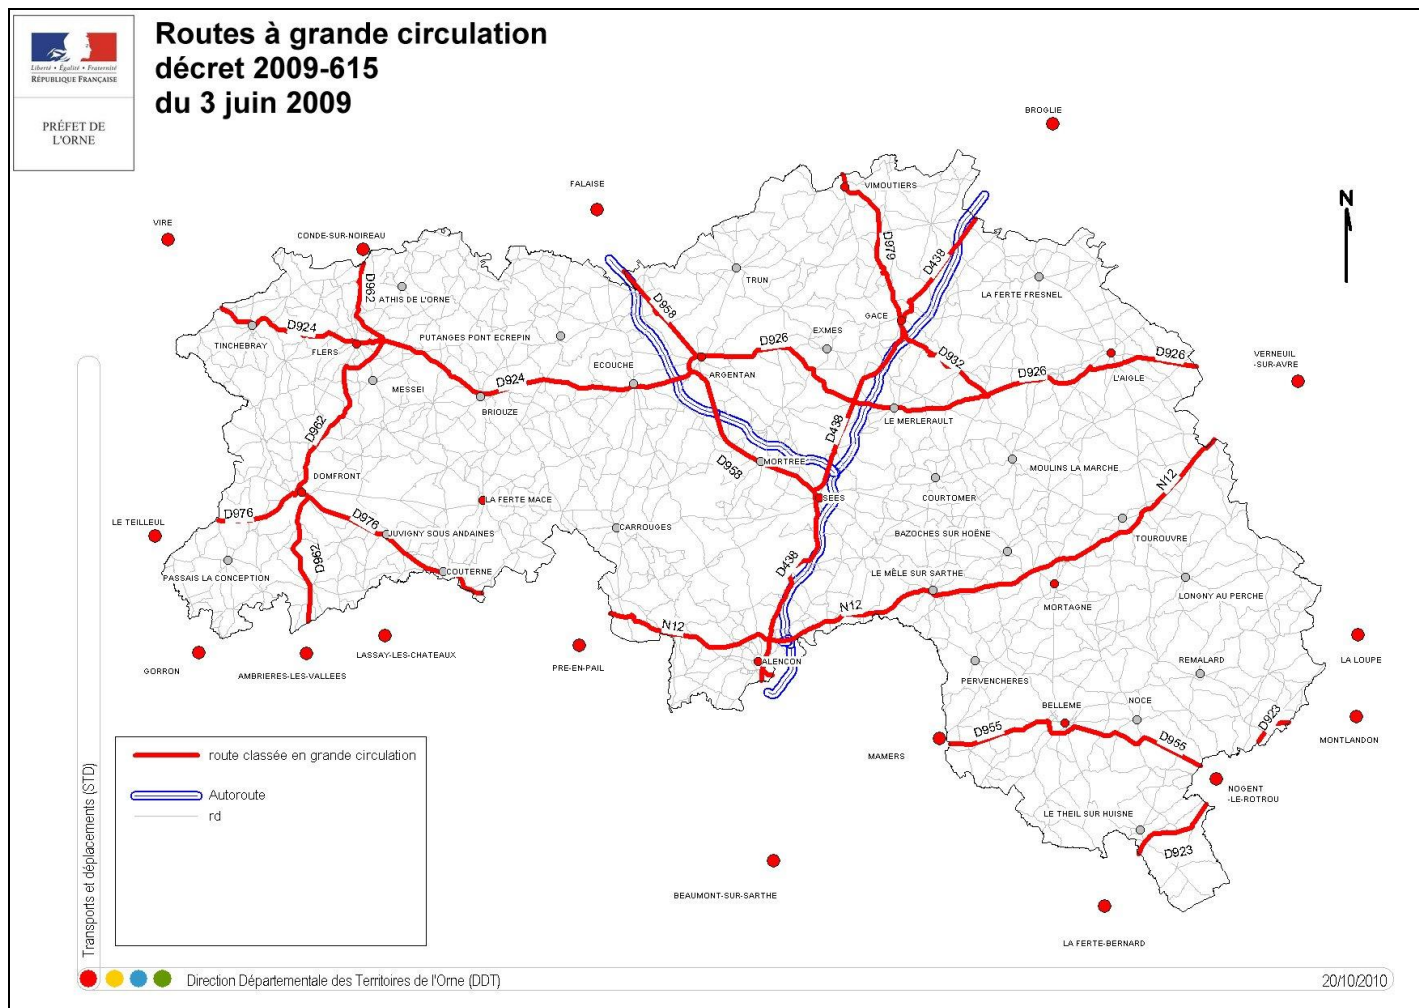 Liberté • Égalité • Fraternité
RÉPUBLIQUE FRANÇAISE
PRÉFET DE
L'ORNE
Routes à grande circulation
décret 2009-615
du 3 juin 2009
BROGLIE
FALAISE
VIMOUTIERS
N
VIRE
CONDE-SUR-NOIREAU
D979
D438
D962
ATHIS DE L'ORNE
TRUN
LA FERTE FRESNEL
D958
GACE
D924
TINCHEBRAY
FLERS
PUTANGES PONT ECREPIN
EXMES
D926
D932
D926
VERNEUIL
-SUR-AVRE
ECOUCHE
ARGENTAN
D926
L'AIGLE
MESSEI
D924
BRIOUZE
LE MERLERAULT
D962
D438
MORTREE
D958
MOULINS LA MARCHE
N12
DOMFRONT
LA FERTE MACE
SEES
COURTOMER
LE TEILLEUL
D976
D976
JUVIGNY SOUS ANDAINES
CARROUGES
BAZOCHES SUR HOËNE
TOUROUVRE
D962
PASSAIS LA CONCEPTION
COUTERNE
D438
LE MÊLE SUR SARTHE
MORTAGNE
LONGNY AU PERCHE
N12
N12
GORRON
AMBRIERES-LES-VALLEES
LASSAY-LES-CHATEAUX
PRE-EN-PAIL
ALENCON
PERVENCHERES
REMALARD
LA LOUPE
BELLEME
NOCE
D923
D955
D955
MAMERS
MONTLANDON
NOGENT
-LE-ROTROU
LE THEIL SUR HUISNE
D923
BEAUMONT-SUR-SARTHE
LA FERTE-BERNARD
route classée en grande circulation
Autoroute
rd
Transports et déplacements (STD)
Direction Départementale des Territoires de l'Orne (DDT)
20/10/2010